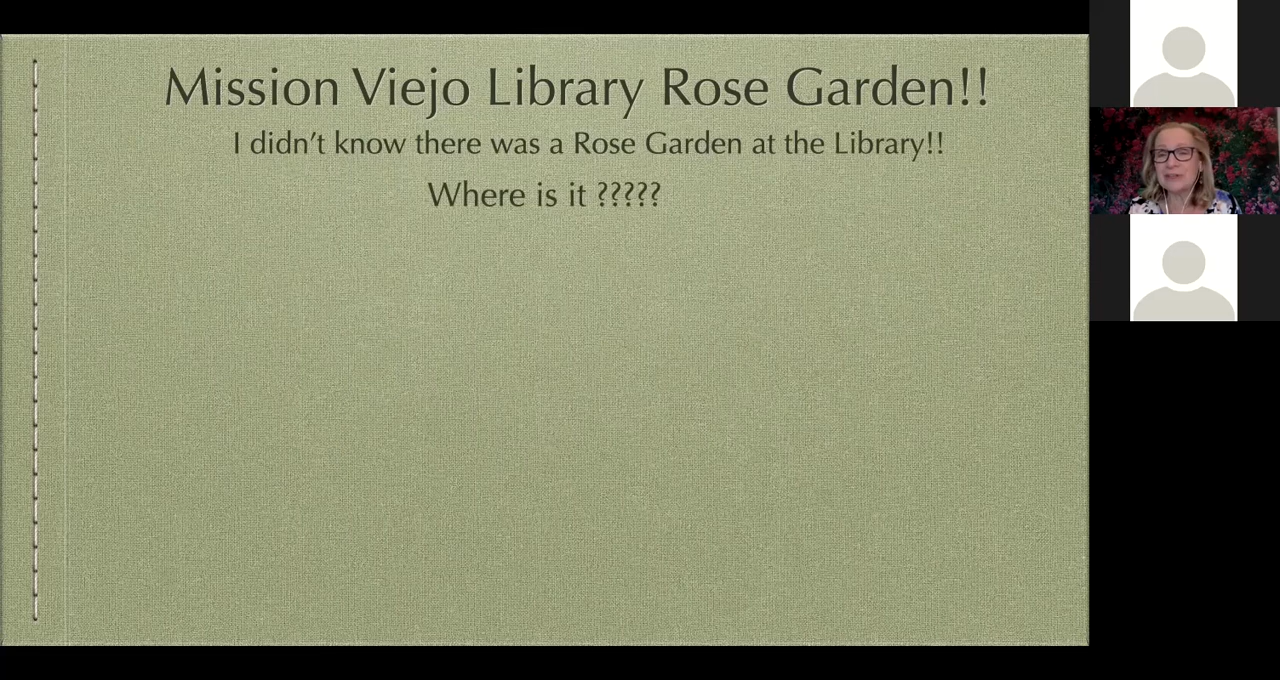 Mission Viejo Library Rose Garden!!
I didn’t know there was a Rose Garden at the Library!!
Where is it ?????